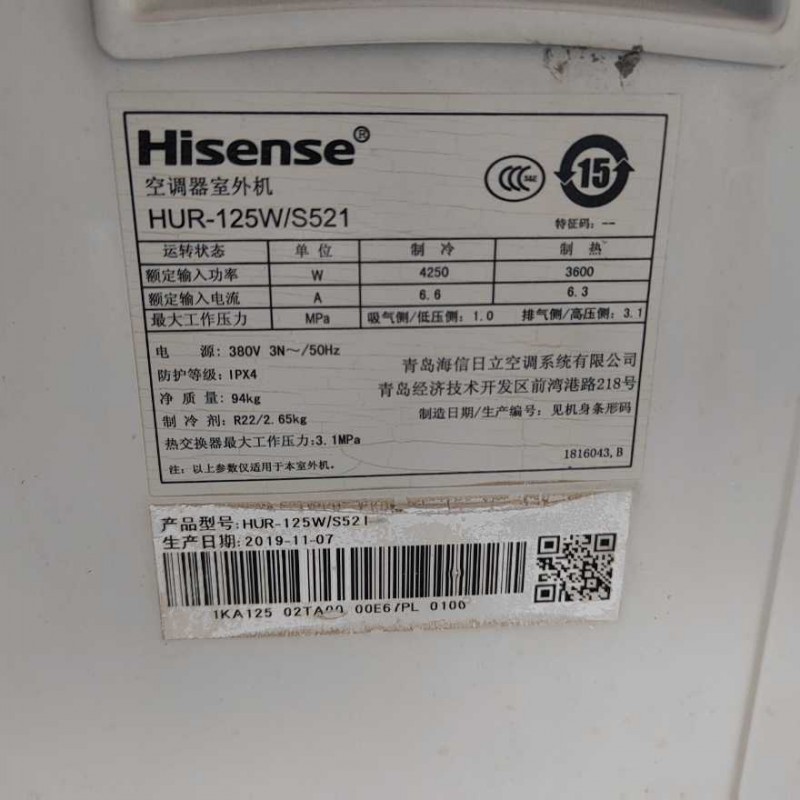 Hisense®
空调器室外机
CCC S&E
15
HUR-125W/S521
特征码: --
运转状态 单位 制冷 制热
额定输入功率 W 4250 3600
额定输入电流 A 6.6 6.3
最大工作压力 MPa 吸气侧/低压侧: 1.0 排气侧/高压侧: 3.1
电 源: 380V 3N～/50Hz
防护等级: IPX4
净 质 量: 94kg
制 冷 剂: R22/2.65kg
热交换器最大工作压力:3.1MPa
注: 以上参数仅适用于本室外机.
青岛海信日立空调系统有限公司
青岛经济技术开发区前湾港路218号
制造日期/生产编号: 见机身条形码
1816043,B
产品型号:HUR-125W/S521
生产日期: 2019-11-07
1KA125 02TA00 00E67PL 0100